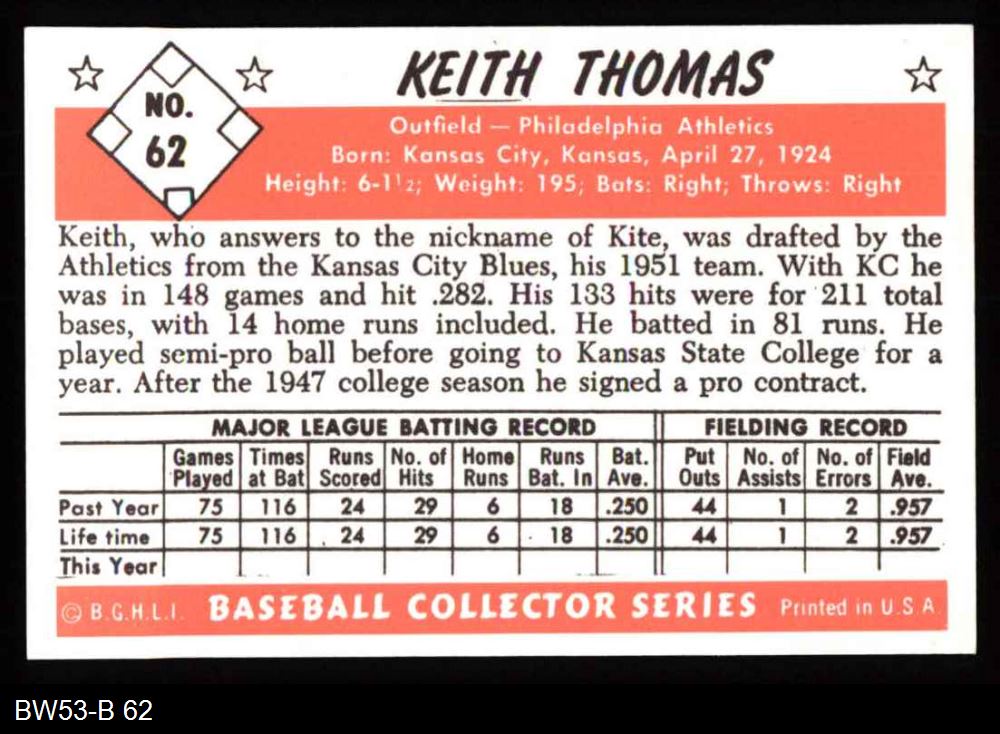 KEITH THOMAS
NO.
62
Outfield — Philadelphia Athletics
Born: Kansas City, Kansas, April 27, 1924
Height: 6-1½; Weight: 195; Bats: Right; Throws: Right
Keith, who answers to the nickname of Kite, was drafted by the
Athletics from the Kansas City Blues, his 1951 team. With KC he
was in 148 games and hit .282. His 133 hits were for 211 total
bases, with 14 home runs included. He batted in 81 runs. He
played semi-pro ball before going to Kansas State College for a
year. After the 1947 college season he signed a pro contract.
MAJOR LEAGUE BATTING RECORD FIELDING RECORD
Games Times Runs No. of Home Runs Bat. Put No. of No. of Field
Played at Bat Scored Hits Runs Bat. In Ave. Outs Assists Errors Ave.
Past Year 75 116 24 29 6 18 .250 44 1 2 .957
Life time 75 116 24 29 6 18 .250 44 1 2 .957
This Year
© B.G.H.L.I. BASEBALL COLLECTOR SERIES Printed in U.S.A.
BW53-B 62